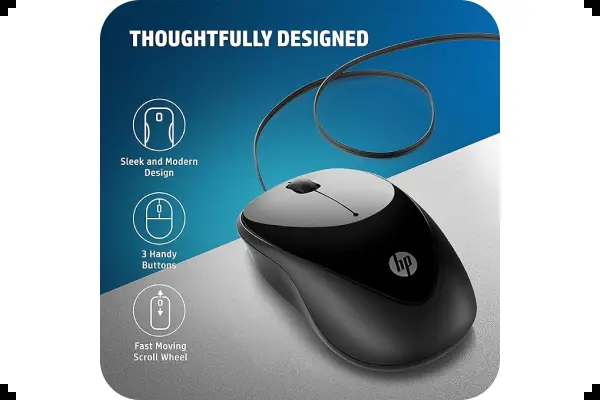 THOUGHTFULLY DESIGNED
Sleek and Modern
Design
3 Handy
Buttons
Fast Moving
Scroll Wheel
hp